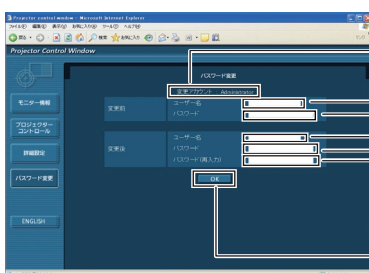 Projector control window - Microsoft Internet Explorer
Projector Control Window
パスワード変更
変更アカウント : Administrator
モニター情報
変更前
ユーザー名
パスワード
プロジェクター
コントロール
詳細設定
変更後
ユーザー名
パスワード
パスワード(再入力)
パスワード変更
OK
ENGLISH